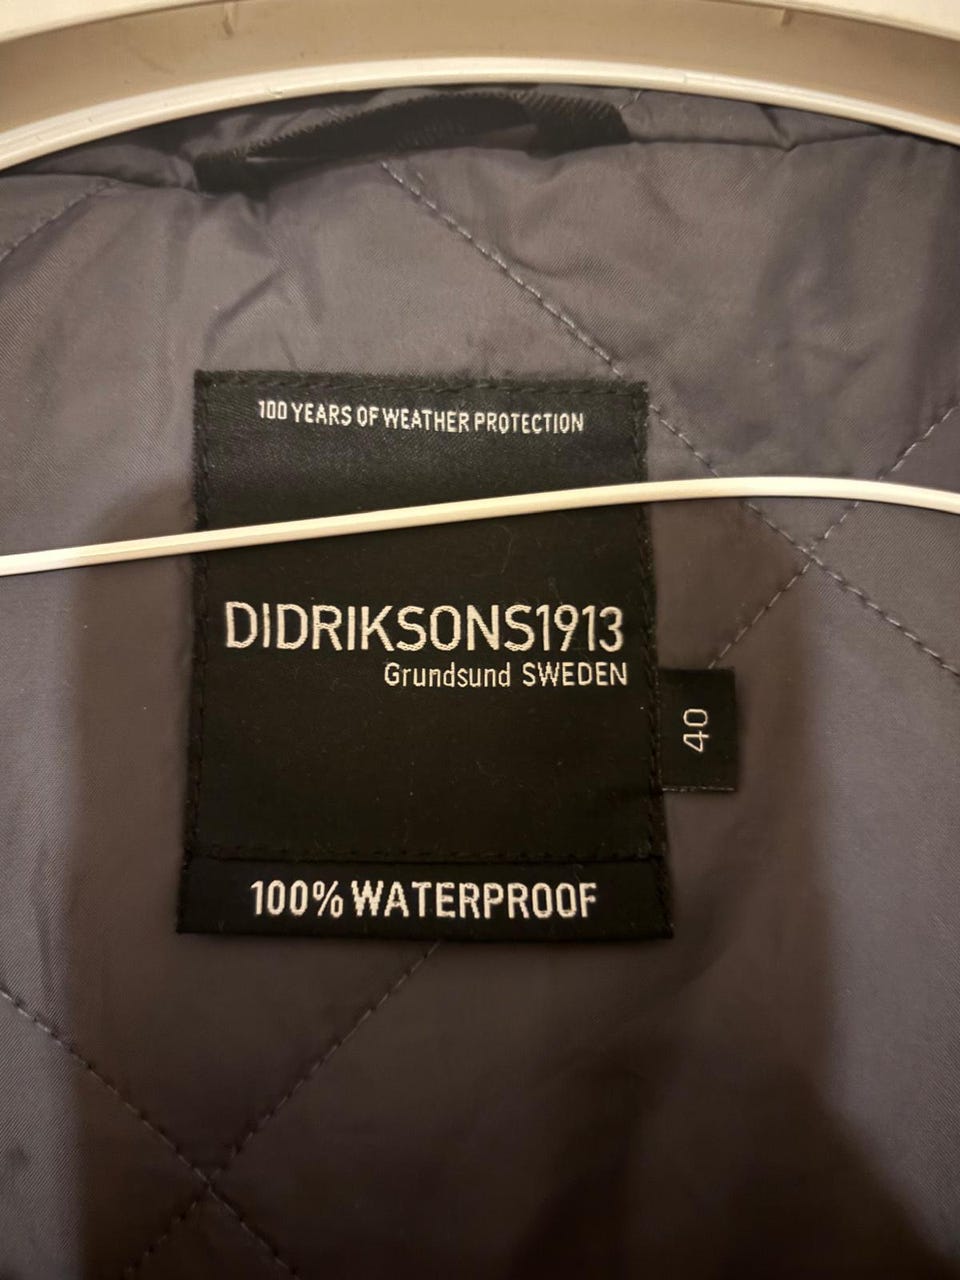 100 YEARS OF WEATHER PROTECTION
DIDRIKSONS1913
Grundsund SWEDEN
40
100% WATERPROOF